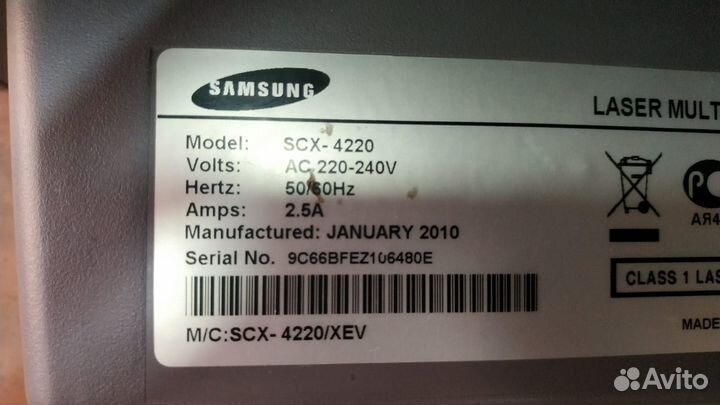 SAMSUNG
LASER MULT
Model: SCX- 4220
Volts: AC 220-240V
Hertz: 50/60Hz
Amps: 2.5A
Manufactured: JANUARY 2010
Serial No. 9C66BFEZ106480E
M/C:SCX- 4220/XEV
АЯ4
CLASS 1 LAS
MADE
Avito